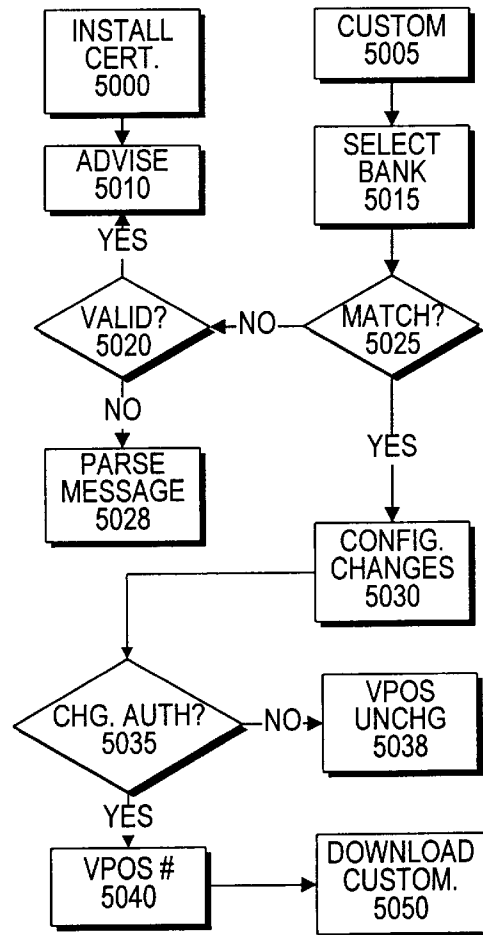 INSTALL
CERT.
5000
CUSTOM
5005
ADVISE
5010
SELECT
BANK
5015
YES
VALID?
5020
NO
MATCH?
5025
NO
YES
PARSE
MESSAGE
5028
CONFIG.
CHANGES
5030
CHG. AUTH?
5035
NO
VPOS
UNCHG
5038
YES
VPOS #
5040
DOWNLOAD
CUSTOM.
5050